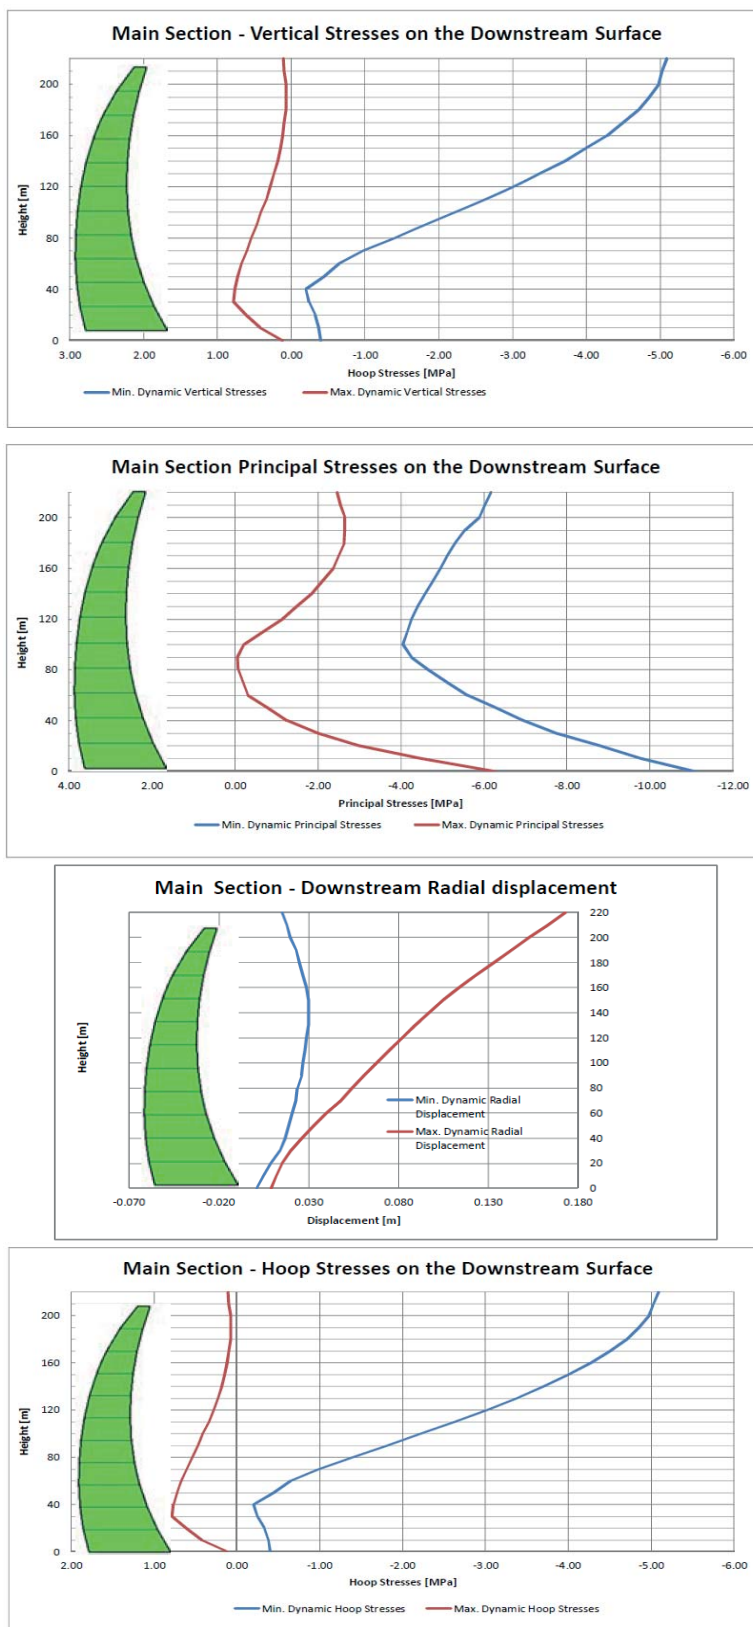 Main Section - Vertical Stresses on the Downstream Surface
Height [m]
200
160
120
80
40
0
3.00 2.00 1.00 0.00 -1.00 -2.00 -3.00 -4.00 -5.00 -6.00
Hoop Stresses [MPa]
Min. Dynamic Vertical Stresses Max. Dynamic Vertical Stresses
Main Section Principal Stresses on the Downstream Surface
Height [m]
200
160
120
80
40
0
4.00 2.00 0.00 -2.00 -4.00 -6.00 -8.00 -10.00 -12.00
Principal Stresses [MPa]
Min. Dynamic Principal Stresses Max. Dynamic Principal Stresses
Main Section - Downstream Radial displacement
Height [m]
220
200
180
160
140
120
100
80
60
40
20
0
Min. Dynamic Radial
Displacement
Max. Dynamic Radial
Displacement
-0.070 -0.020 0.030 0.080 0.130 0.180
Displacement [m]
Main Section - Hoop Stresses on the Downstream Surface
Height [m]
200
160
120
80
40
0
2.00 1.00 0.00 -1.00 -2.00 -3.00 -4.00 -5.00 -6.00
Hoop Stresses [MPa]
Min. Dynamic Hoop Stresses Max. Dynamic Hoop Stresses